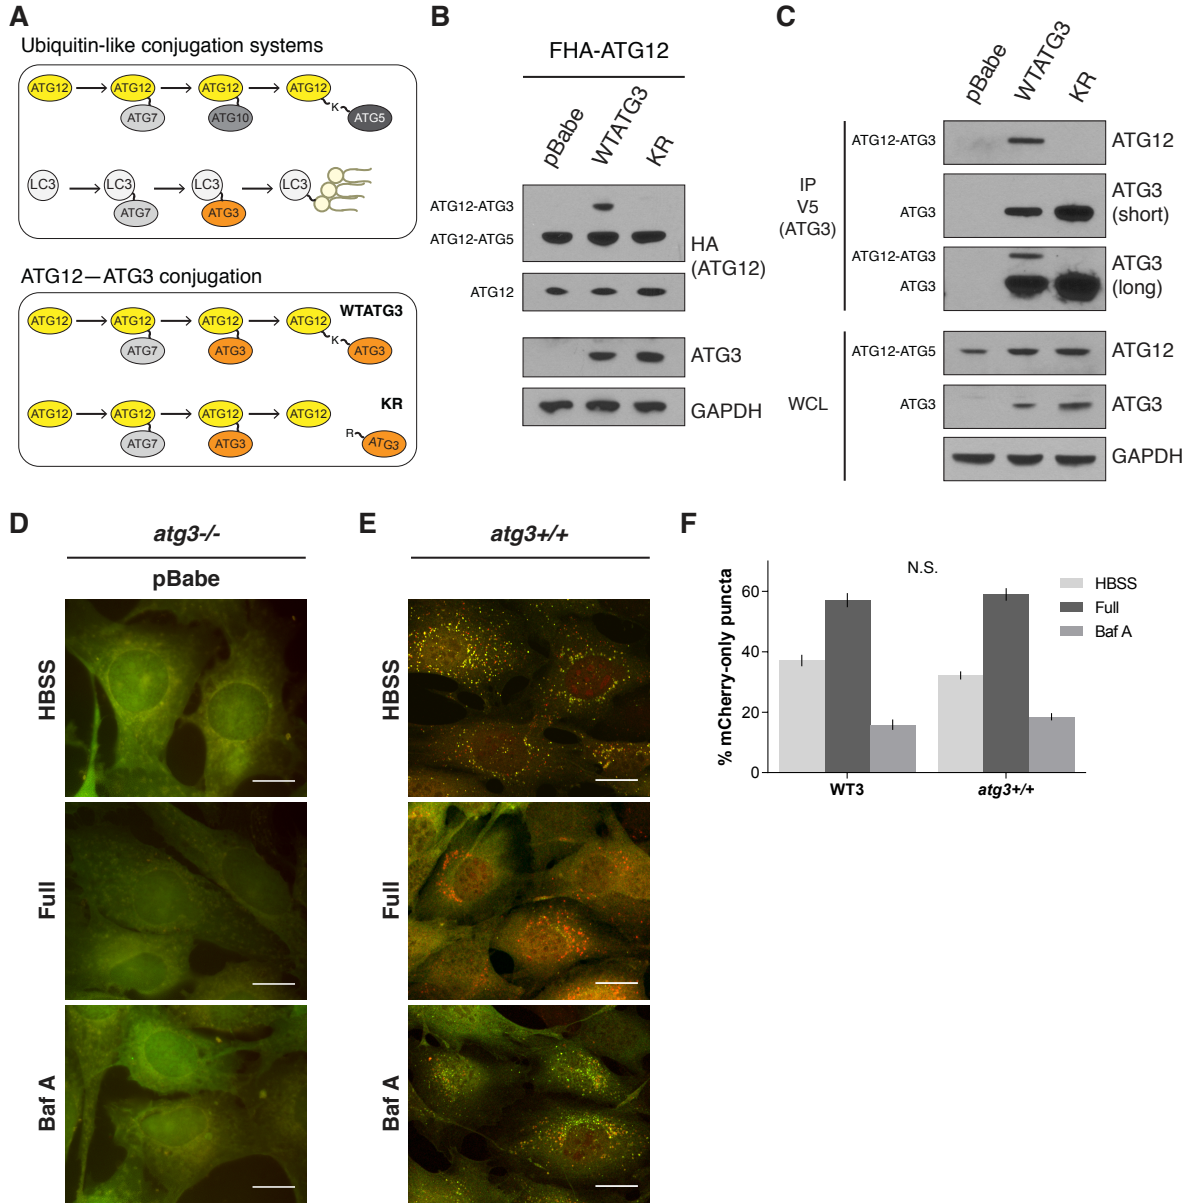 A
Ubiquitin-like conjugation systems
ATG12 ATG12 ATG12 ATG12
ATG7 ATG10 K ATG5
LC3 LC3 LC3 LC3
ATG7 ATG3
ATG12—ATG3 conjugation
WTATG3
ATG12 ATG12 ATG12 ATG12
ATG7 ATG3 K ATG3
KR
ATG12 ATG12 ATG12 ATG12
ATG7 ATG3 R ATG3
B
FHA-ATG12
pBabe WTATG3 KR
ATG12-ATG3
ATG12-ATG5
HA
(ATG12)
ATG12
ATG3
GAPDH
C
pBabe WTATG3 KR
IP
V5
(ATG3)
ATG12-ATG3 ATG12
ATG3 ATG3
(short)
ATG12-ATG3
ATG3 ATG3
(long)
WCL
ATG12-ATG5 ATG12
ATG3 ATG3
GAPDH
D
atg3-/-
pBabe
HBSS
Full
Baf A
E
atg3+/+
HBSS
Full
Baf A
F
N.S.
% mCherry-only puncta
60
40
20
0
WT3 atg3+/+
HBSS
Full
Baf A